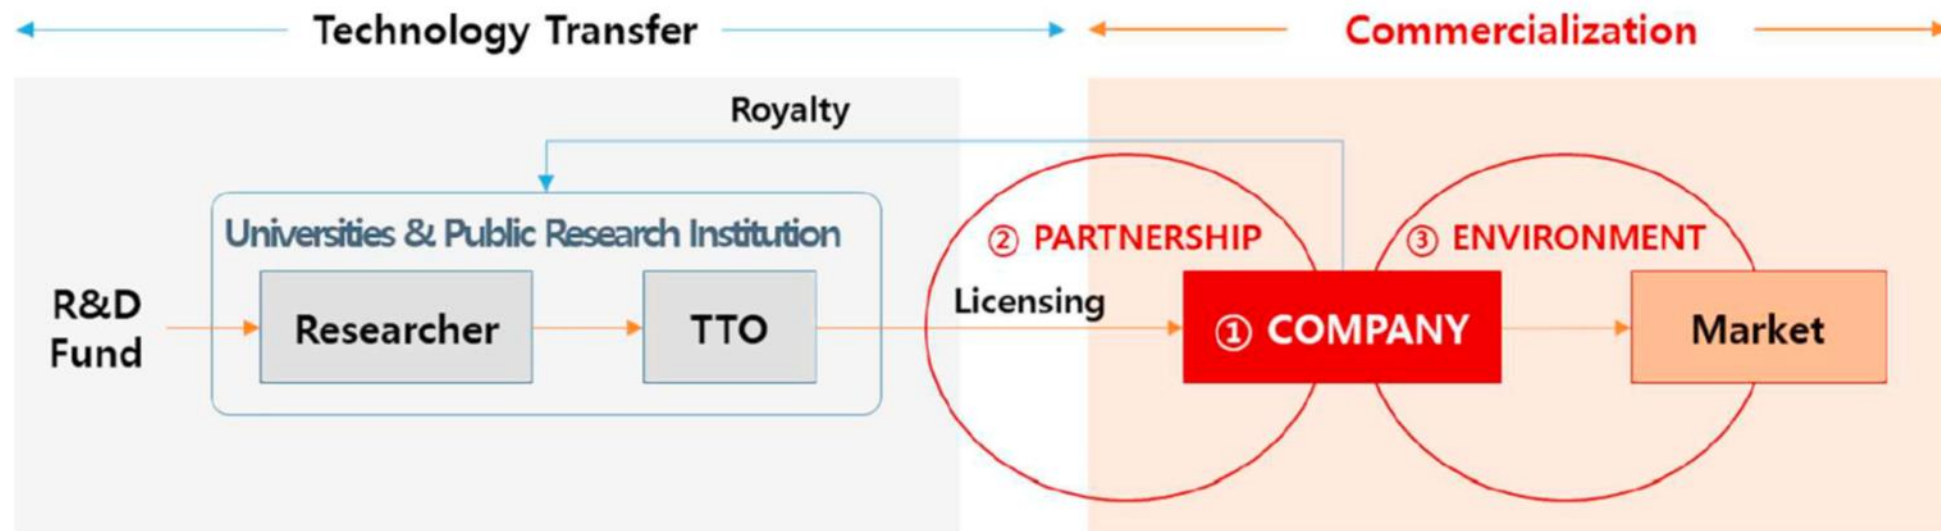 Technology Transfer
Commercialization
Royalty
Universities & Public Research Institution
② PARTNERSHIP
③ ENVIRONMENT
R&D
Fund
Researcher
TTO
Licensing
① COMPANY
Market